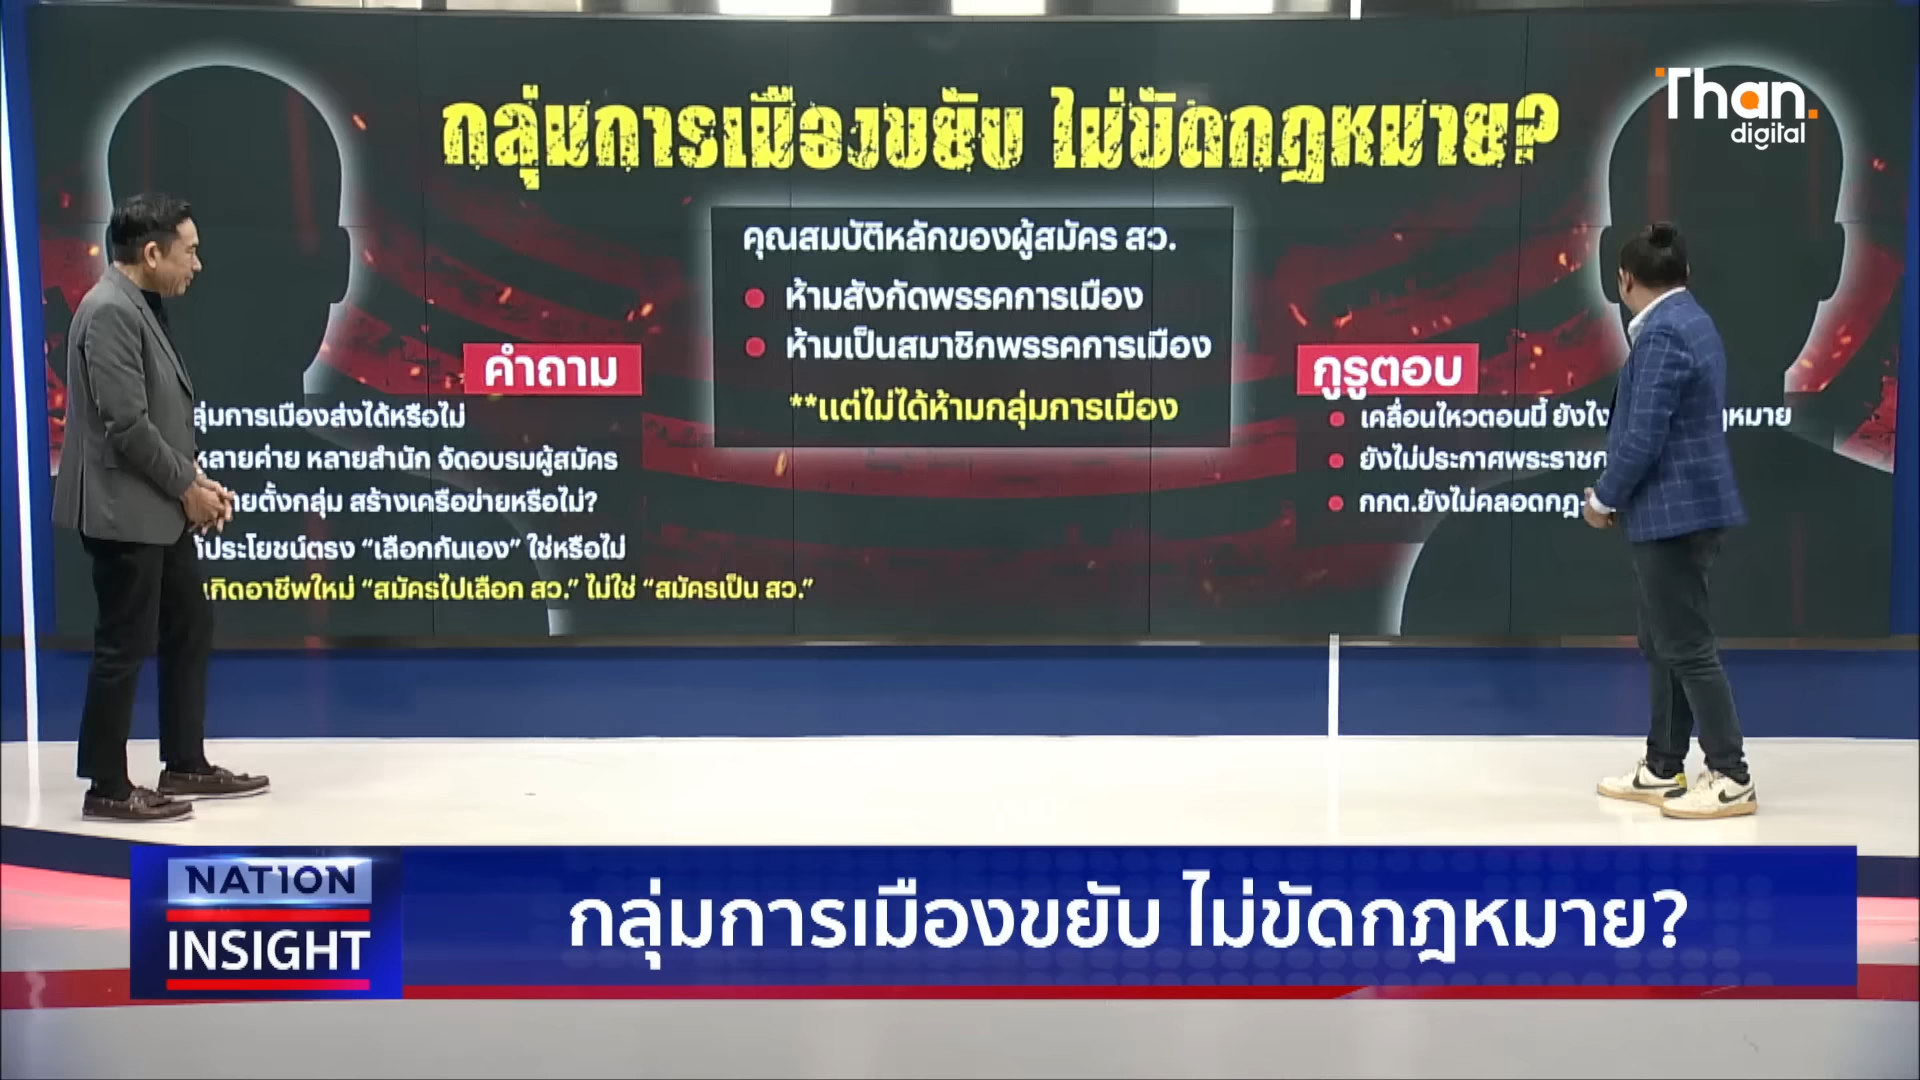 กลุ่มการเมืองขยับ ไม่ขัดกฎหมาย?
Than.
digital
คุณสมบัติหลักของผู้สมัคร สว.
ห้ามสังกัดพรรคการเมือง
ห้ามเป็นสมาชิกพรรคการเมือง
**แต่ไม่ได้ห้ามกลุ่มการเมือง
คำถาม
ลุ่มการเมืองส่งได้หรือไม่
หลายค่าย หลายสำนัก จัดอบรมผู้สมัคร
ตั้งกลุ่ม สร้างเครือข่ายหรือไม่?
ประโยชน์ตรง “เลือกกันเอง” ใช่หรือไม่
เกิดอาชีพใหม่ “สมัครไปเลือก สว.” ไม่ใช่ “สมัครเป็น สว.”
กูรูตอบ
เคลื่อนไหวตอนนี้ ยังไ
ยังไม่ประกาศพระราชก
กกต.ยังไม่คลอดกฎ-
NATION
INSIGHT
กลุ่มการเมืองขยับ ไม่ขัดกฎหมาย?